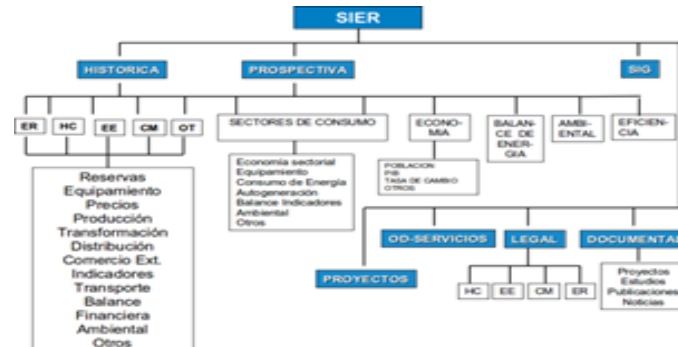 SIER
HISTORICA
PROSPECTIVA
SIG
ER
HC
EE
CM
OT
SECTORES DE CONSUMO
ECONO-
MIA
BALAN-
CE DE
ENER-
GIA
AMBI-
ENTAL
EFICIEN-
CIA
Reservas
Equipamiento
Precios
Producción
Transformación
Distribución
Comercio Ext.
Indicadores
Transporte
Balance
Financiera
Ambiental
Otros
Economía sectorial
Equipamiento
Consumo de Energía
Autogeneración
Balance Indicadores
Ambiental
Otros
POBLACION
PIB
TASA DE CAMBIO
OTROS
PROYECTOS
OD-SERVICIOS
LEGAL
DOCUMENTAL
HC
EE
CM
ER
Proyectos
Estudios
Publicaciones
Noticias